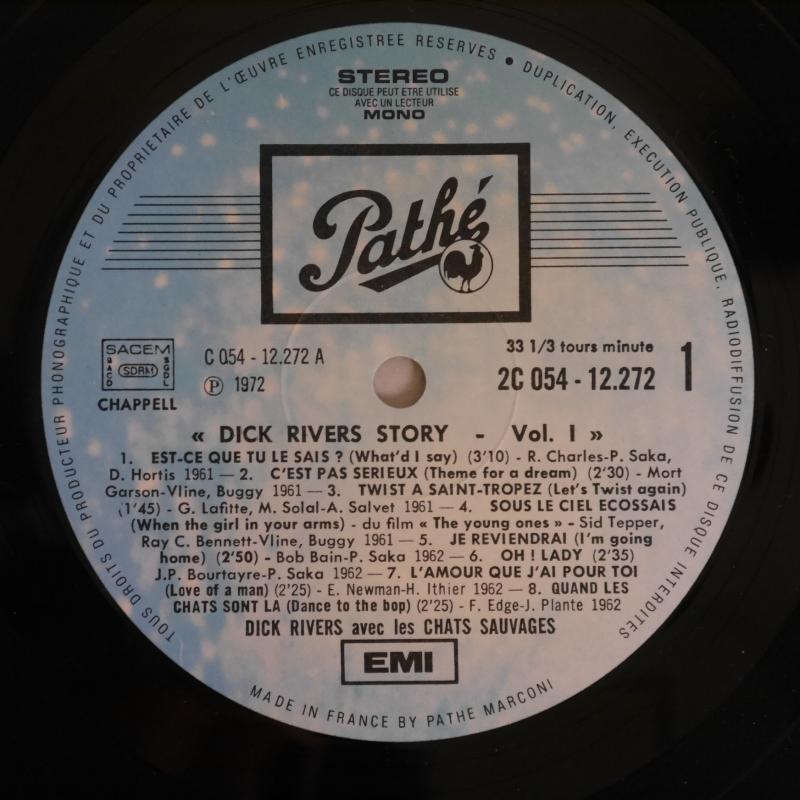 TOUS DROITS DU PRODUCTEUR PHONOGRAPHIQUE ET DU PROPRIETAIRE DE L'ŒUVRE ENREGISTREE RESERVES • DUPLICATION, EXECUTION PUBLIQUE, RADIODIFFUSION DE CE DISQUE INTERDITES
STEREO
CE DISQUE PEUT ETRE UTILISE
AVEC UN LECTEUR
MONO
Pathé
SACEM
SACD SDRM SGDL
CHAPPELL
C 054 - 12.272 A
Ⓟ 1972
33 1/3 tours minute
2C 054 - 12.272
1
« DICK RIVERS STORY - Vol. I »
1. EST-CE QUE TU LE SAIS ? (What'd I say) (3'10) - R. Charles-P. Saka,
D. Hortis 1961 — 2. C'EST PAS SERIEUX (Theme for a dream) (2'30) - Mort
Garson-Vline, Buggy 1961 — 3. TWIST A SAINT-TROPEZ (Let's Twist again)
(1'45) - G. Lafitte, M. Solal-A. Salvet 1961 — 4. SOUS LE CIEL ECOSSAIS
(When the girl in your arms) - du film « The young ones » - Sid Tepper,
Ray C. Bennett-Vline, Buggy 1961 — 5. JE REVIENDRAI (I'm going
home) (2'50) - Bob Bain-P. Saka 1962 — 6. OH ! LADY (2'35)
J.P. Bourtayre-P. Saka 1962 — 7. L'AMOUR QUE J'AI POUR TOI
(Love of a man) (2'25) - E. Newman-H. Ithier 1962 — 8. QUAND LES
CHATS SONT LA (Dance to the bop) (2'25) - F. Edge-J. Plante 1962
DICK RIVERS avec les CHATS SAUVAGES
EMI
MADE IN FRANCE BY PATHE MARCONI